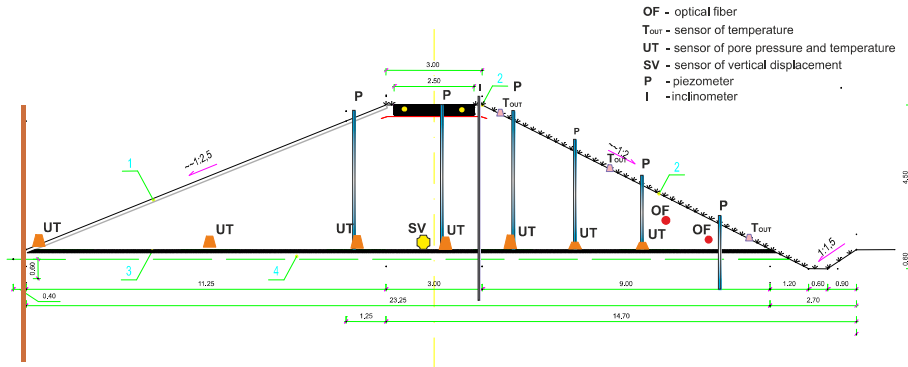 OF - optical fiber
TOUT - sensor of temperature
UT - sensor of pore pressure and temperature
SV - sensor of vertical displacement
P - piezometer
I - inclinometer
3.00
2.50
2
P
P
I
P
TOUT
~~1:2,5
1
~~1:2
P
TOUT
P
2
4,50
OF
P
UT
UT
UT
SV
UT
UT
UT
UT
OF
TOUT
1:1,5
3
4
0,60
0,60
11.25
3.00
9.00
1.20
0.60
0.90
0,40
23,25
2,70
1,25
14,70